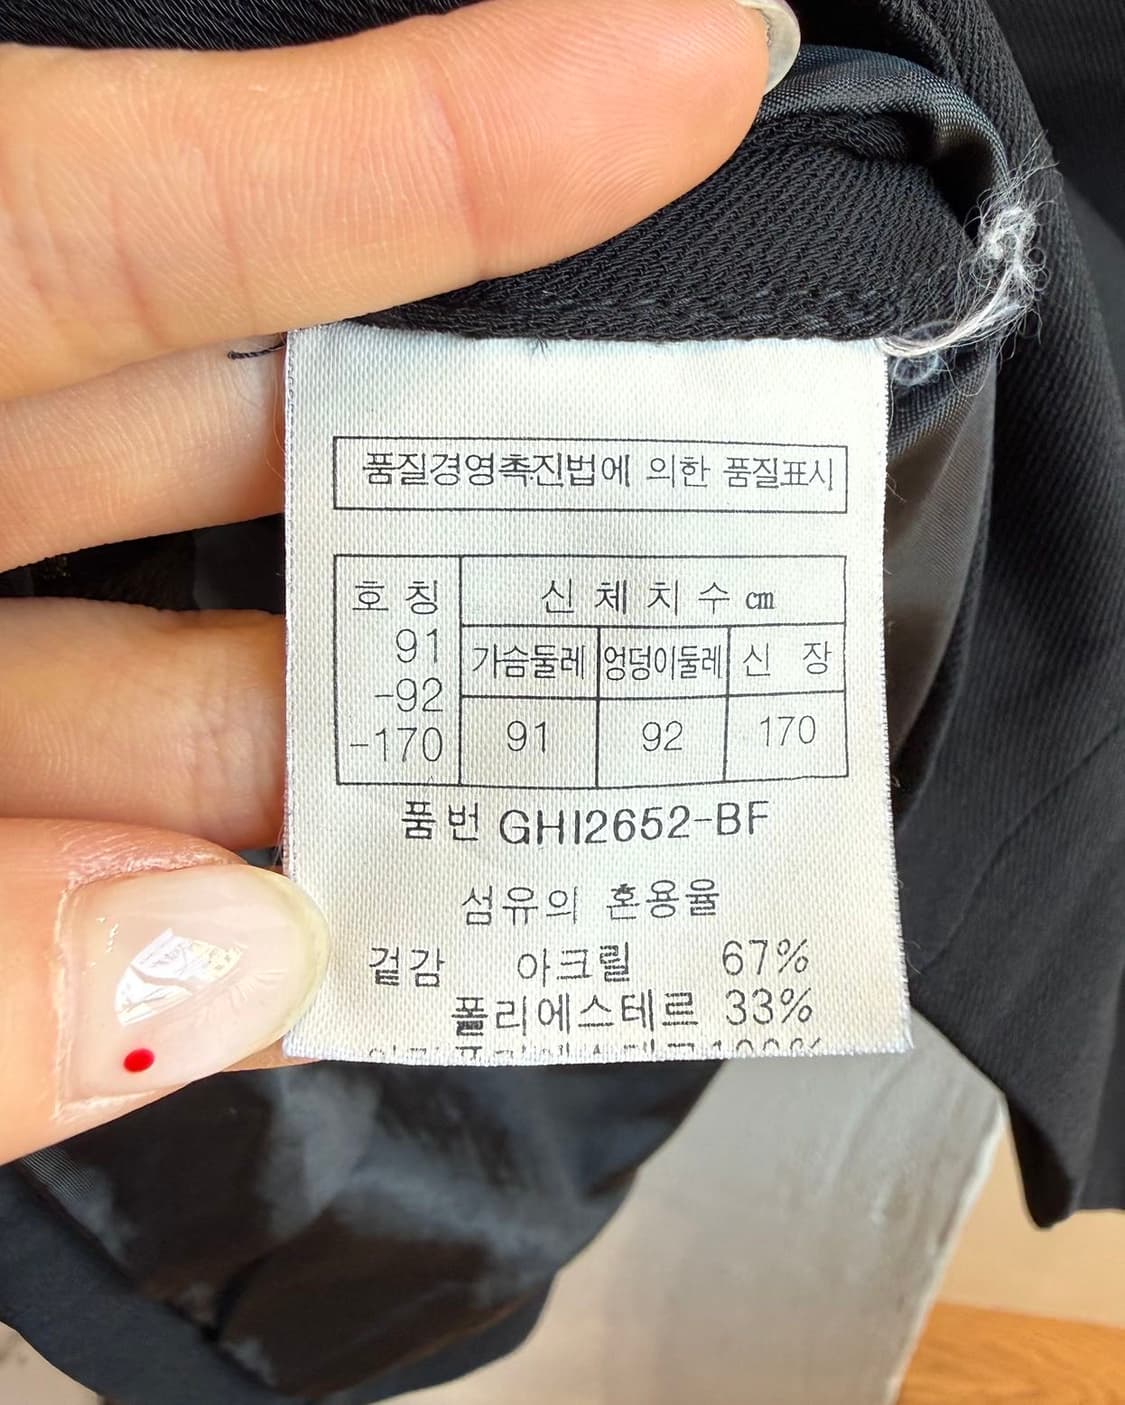 품질경영촉진법에 의한 품질표시
호 칭 신 체 치 수 ㎝
91
-92
-170
가슴둘레 엉덩이둘레 신 장
91 92 170
품번 GHI2652-BF
섬유의 혼용율
겉감 아크릴 67%
폴리에스테르 33%